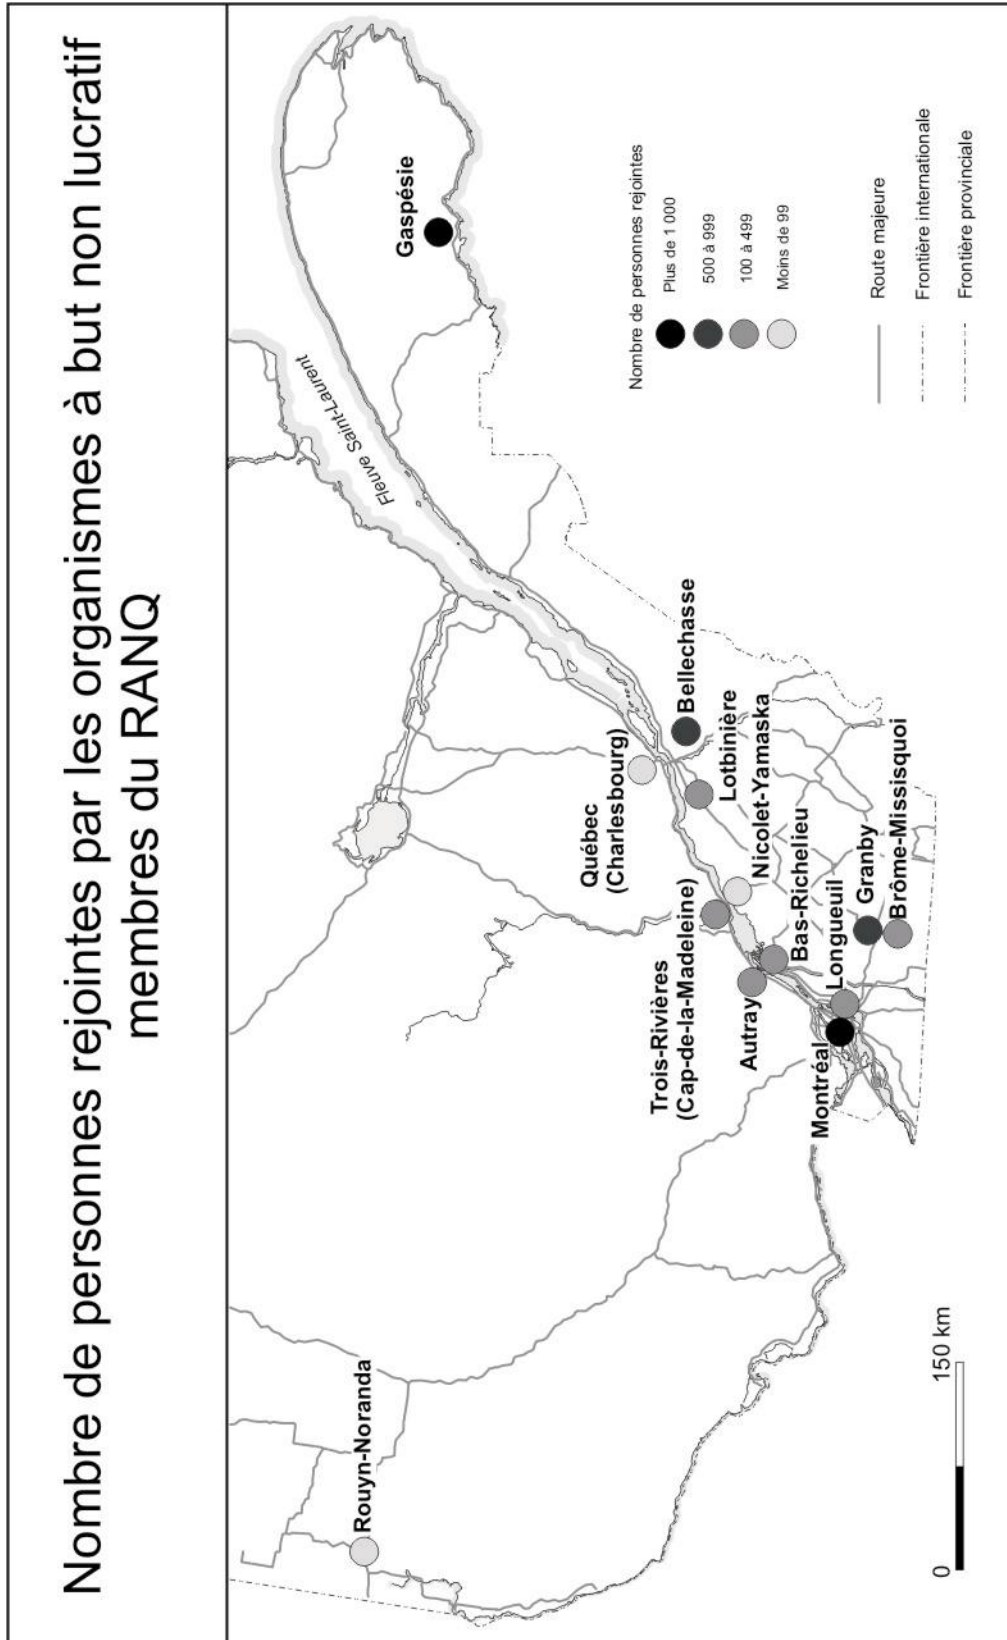 Nombre de personnes rejointes par les organismes à but non lucratif
membres du RANQ
Gaspésie
Fleuve Saint-Laurent
Rouyn-Noranda
Québec
(Charlesbourg)
Bellechasse
Lotbinière
Trois-Rivières
(Cap-de-la-Madeleine)
Nicolet-Yamaska
Autray
Bas-Richelieu
Montréal
Longueuil
Granby
Brôme-Missisquoi
Nombre de personnes rejointes
Plus de 1 000
500 à 999
100 à 499
Moins de 99
Route majeure
Frontière internationale
Frontière provinciale
0
150 km